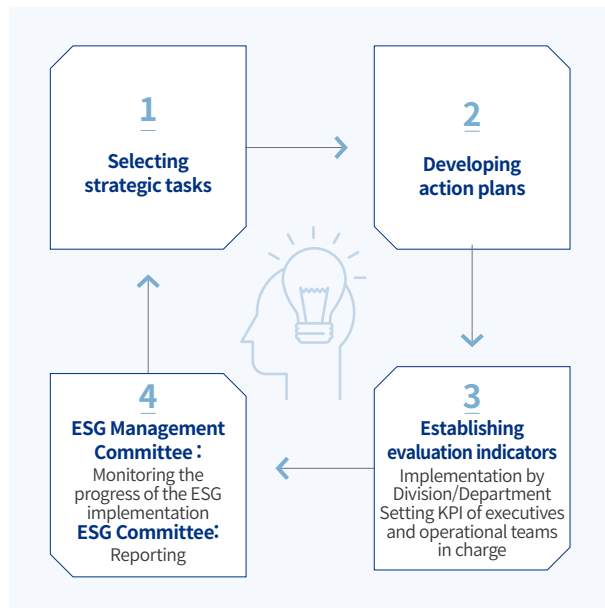 1
Selecting
strategic tasks
2
Developing
action plans
3
Establishing
evaluation indicators
Implementation by
Division/Department
Setting KPI of executives
and operational teams
in charge
4
ESG Management
Committee :
Monitoring the
progress of the ESG
implementation
ESG Committee:
Reporting